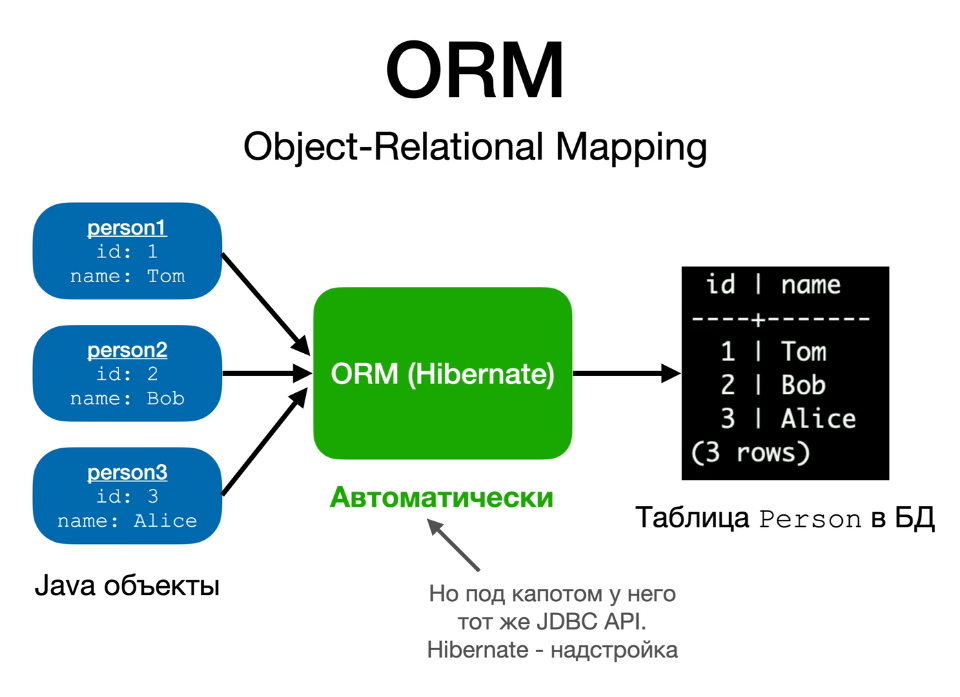 ORM
Object-Relational Mapping
person1
id: 1
name: Tom
person2
id: 2
name: Bob
person3
id: 3
name: Alice
Java объекты
ORM (Hibernate)
Автоматически
Но под капотом у него
тот же JDBC API.
Hibernate - надстройка
id | name
----+-------
1 | Tom
2 | Bob
3 | Alice
(3 rows)
Таблица Person в БД